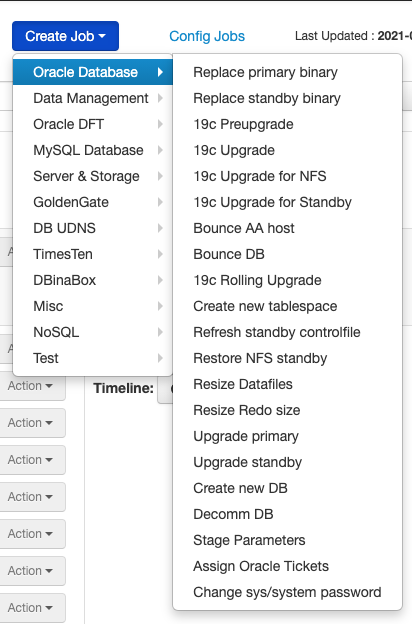 Create Job
Config Jobs
Last Updated : 2021-0
Oracle Database
Data Management
Oracle DFT
MySQL Database
Server & Storage
GoldenGate
DB UDNS
TimesTen
DBinaBox
Misc
NoSQL
Test
Replace primary binary
Replace standby binary
19c Preupgrade
19c Upgrade
19c Upgrade for NFS
19c Upgrade for Standby
Bounce AA host
Bounce DB
19c Rolling Upgrade
Create new tablespace
Refresh standby controlfile
Restore NFS standby
Resize Datafiles
Resize Redo size
Upgrade primary
Upgrade standby
Create new DB
Decomm DB
Stage Parameters
Assign Oracle Tickets
Change sys/system password
Timeline:
Action
Action
Action
Action
Action
Action
Action